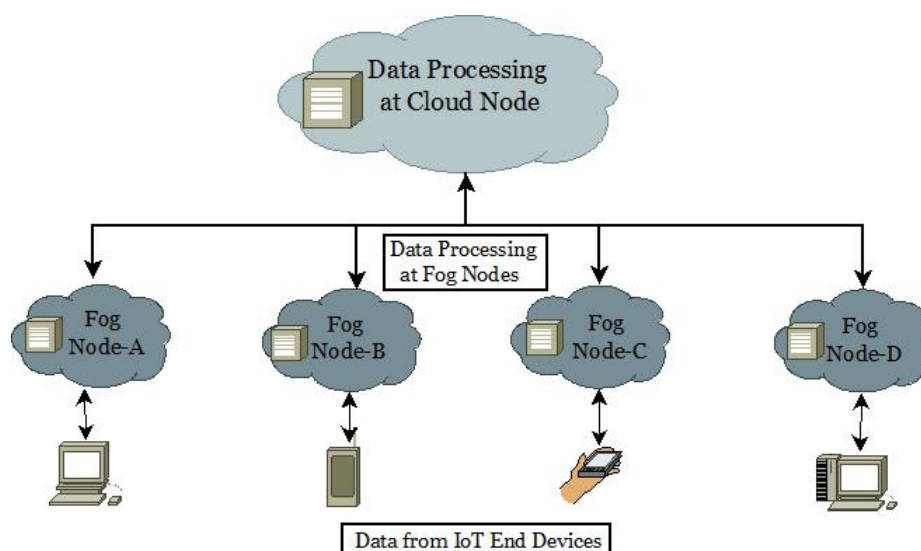 Data Processing
at Cloud Node
Data Processing
at Fog Nodes
Fog
Node-A
Fog
Node-B
Fog
Node-C
Fog
Node-D
Data from IoT End Devices